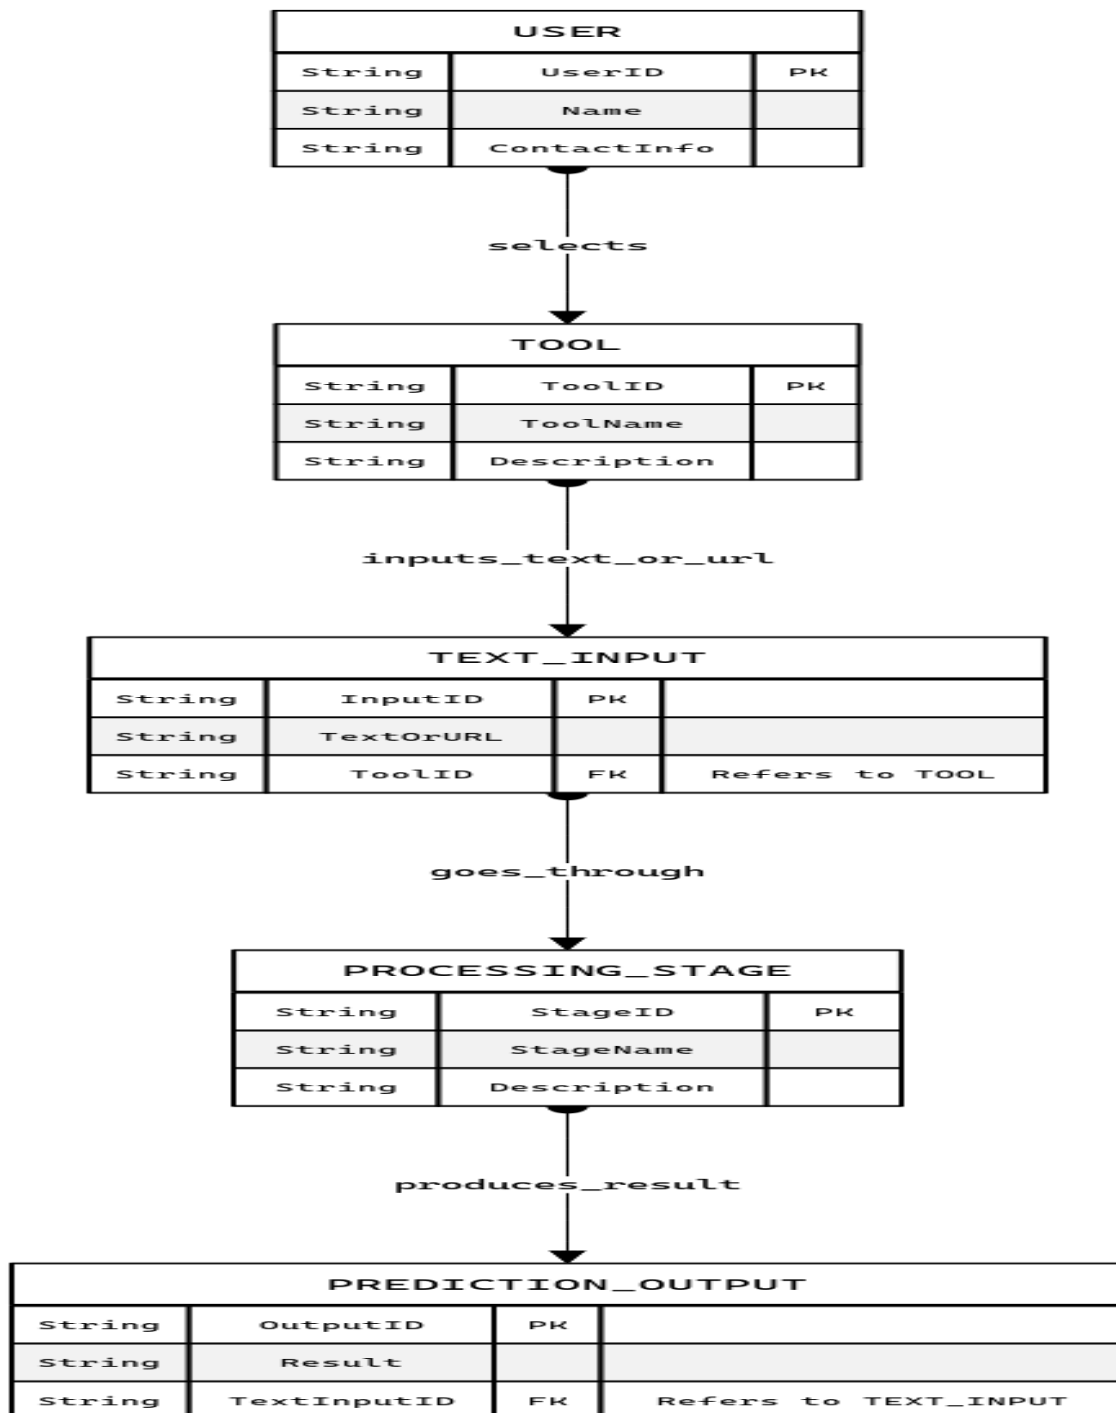 USER
String UserID PK
String Name
String ContactInfo
selects
TOOL
String ToolID PK
String ToolName
String Description
inputs_text_or_url
TEXT_INPUT
String InputID PK
String TextOrURL
String ToolID FK Refers to TOOL
goes_through
PROCESSING_STAGE
String StageID PK
String StageName
String Description
produces_result
PREDICTION_OUTPUT
String OutputID PK
String Result
String TextInputID FK Refers to TEXT_INPUT